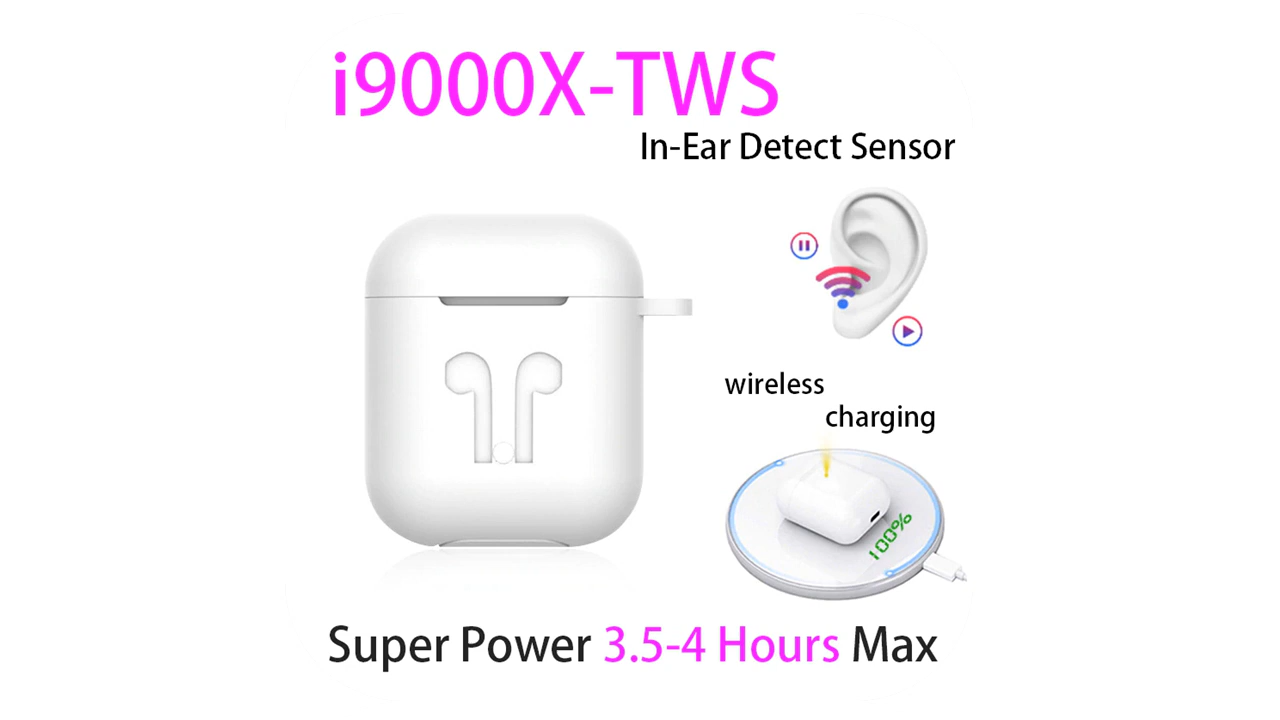 i9000X-TWS
In-Ear Detect Sensor
wireless
charging
100%
Super Power 3.5-4 Hours Max